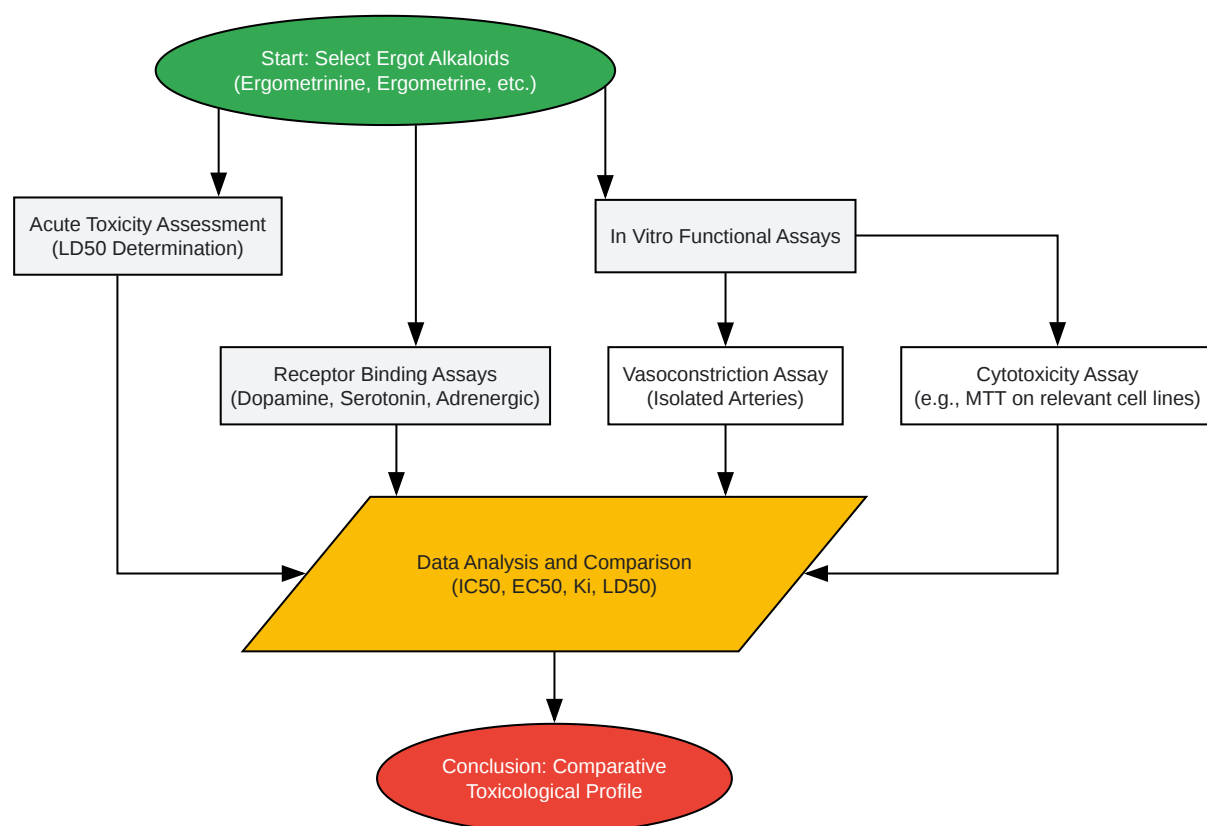 Start: Select Ergot Alkaloids
(Ergometrinine, Ergometrine, etc.)
Acute Toxicity Assessment
(LD50 Determination)
In Vitro Functional Assays
Receptor Binding Assays
(Dopamine, Serotonin, Adrenergic)
Vasoconstriction Assay
(Isolated Arteries)
Cytotoxicity Assay
(e.g., MTT on relevant cell lines)
Data Analysis and Comparison
(IC50, EC50, Ki, LD50)
Conclusion: Comparative
Toxicological Profile